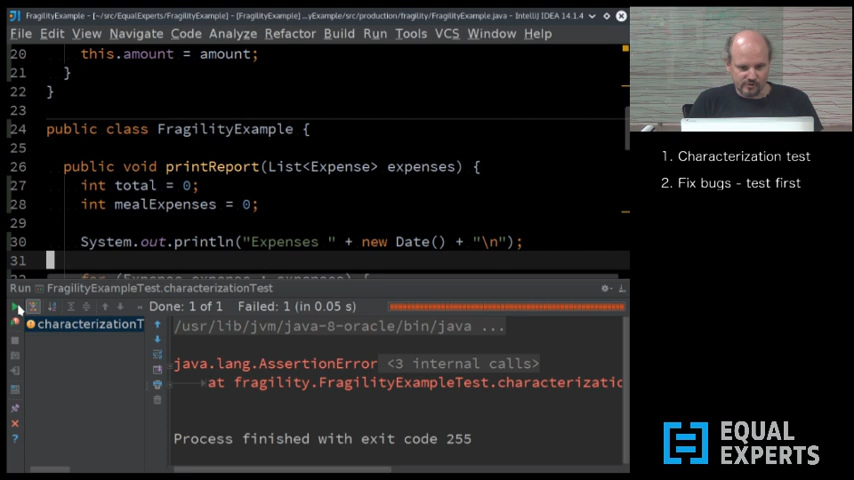 FragilityExample - [~/src/EqualExperts/FragilityExample] - [FragilityExample] ...yExample/src/production/fragility/FragilityExample.java - IntelliJ IDEA 14.1.4
File Edit View Navigate Code Analyze Refactor Build Run Tools VCS Window Help
20 this.amount = amount;
21 }
22 }
23
24 public class FragilityExample {
25
26 public void printReport(List<Expense> expenses) {
27 int total = 0;
28 int mealExpenses = 0;
29
30 System.out.println("Expenses " + new Date() + "\n");
31
32 for (Expense expense : expenses) {
Run FragilityExampleTest.characterizationTest
Done: 1 of 1 Failed: 1 (in 0.05 s)
characterizationT
/usr/lib/jvm/java-8-oracle/bin/java ...
java.lang.AssertionError <3 internal calls>
at fragility.FragilityExampleTest.characterizatio
Process finished with exit code 255
1. Characterization test
2. Fix bugs - test first
EQUAL
EXPERTS